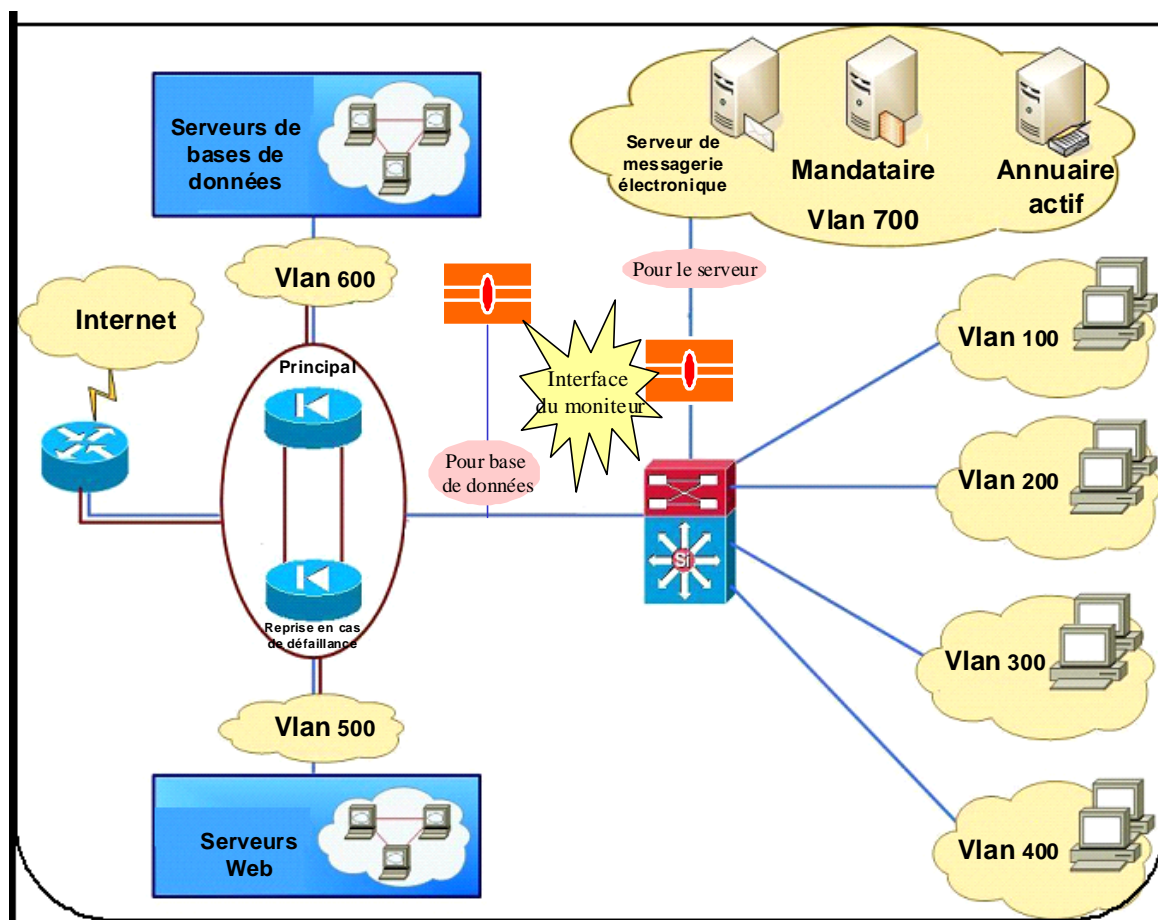 Serveurs de
bases de
données
Serveur de
messagerie
électronique
Mandataire
Annuaire
actif
Vlan 700
Vlan 600
Pour le serveur
Internet
Principal
Interface
du moniteur
Vlan 100
Pour base
de données
Vlan 200
Si
Reprise en cas
de défaillance
Vlan 300
Vlan 500
Serveurs
Web
Vlan 400